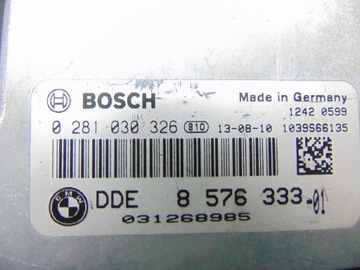 BOSCH
Made in Germany
1242 0599
0 281 030 326 810 13-08-10 1039S66135
BMW DDE 8 576 333-01
031268985